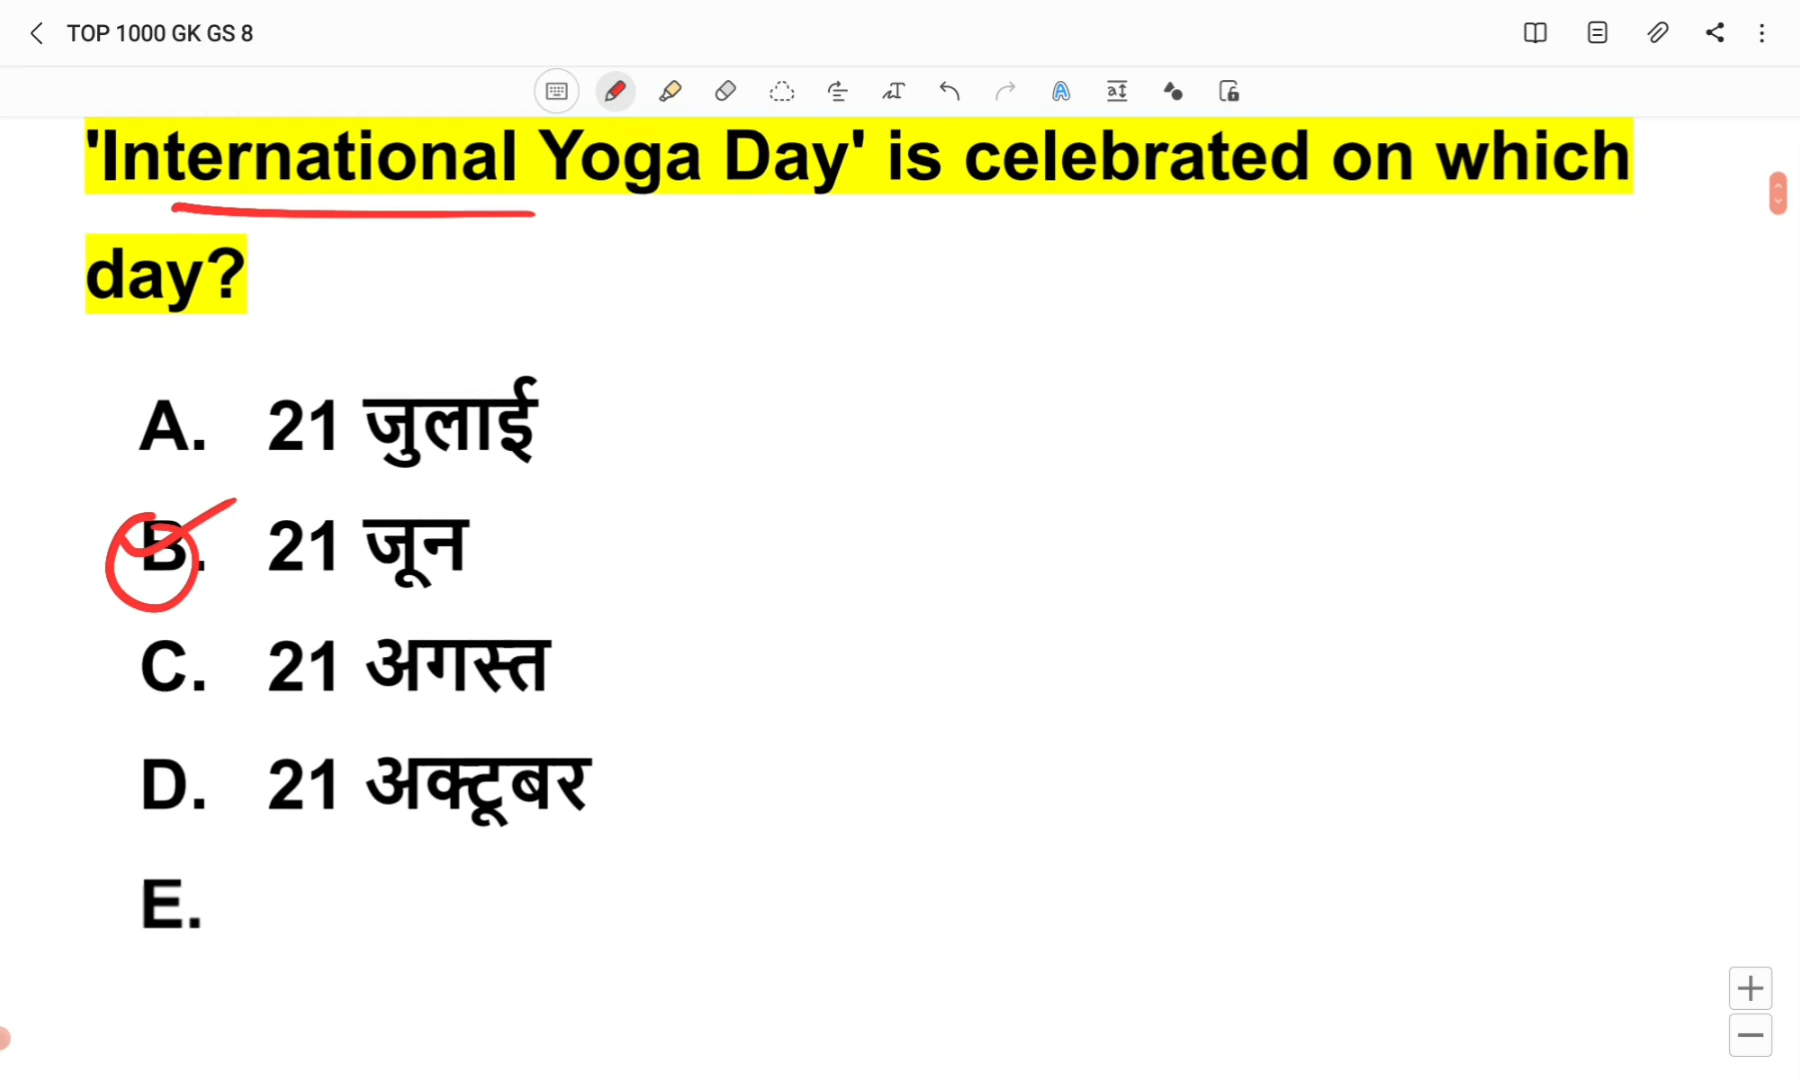 TOP 1000 GK GS 8
'International Yoga Day' is celebrated on which
day?
A. 21 जुलाई
B. 21 जून
C. 21 अगस्त
D. 21 अक्टूबर
E.